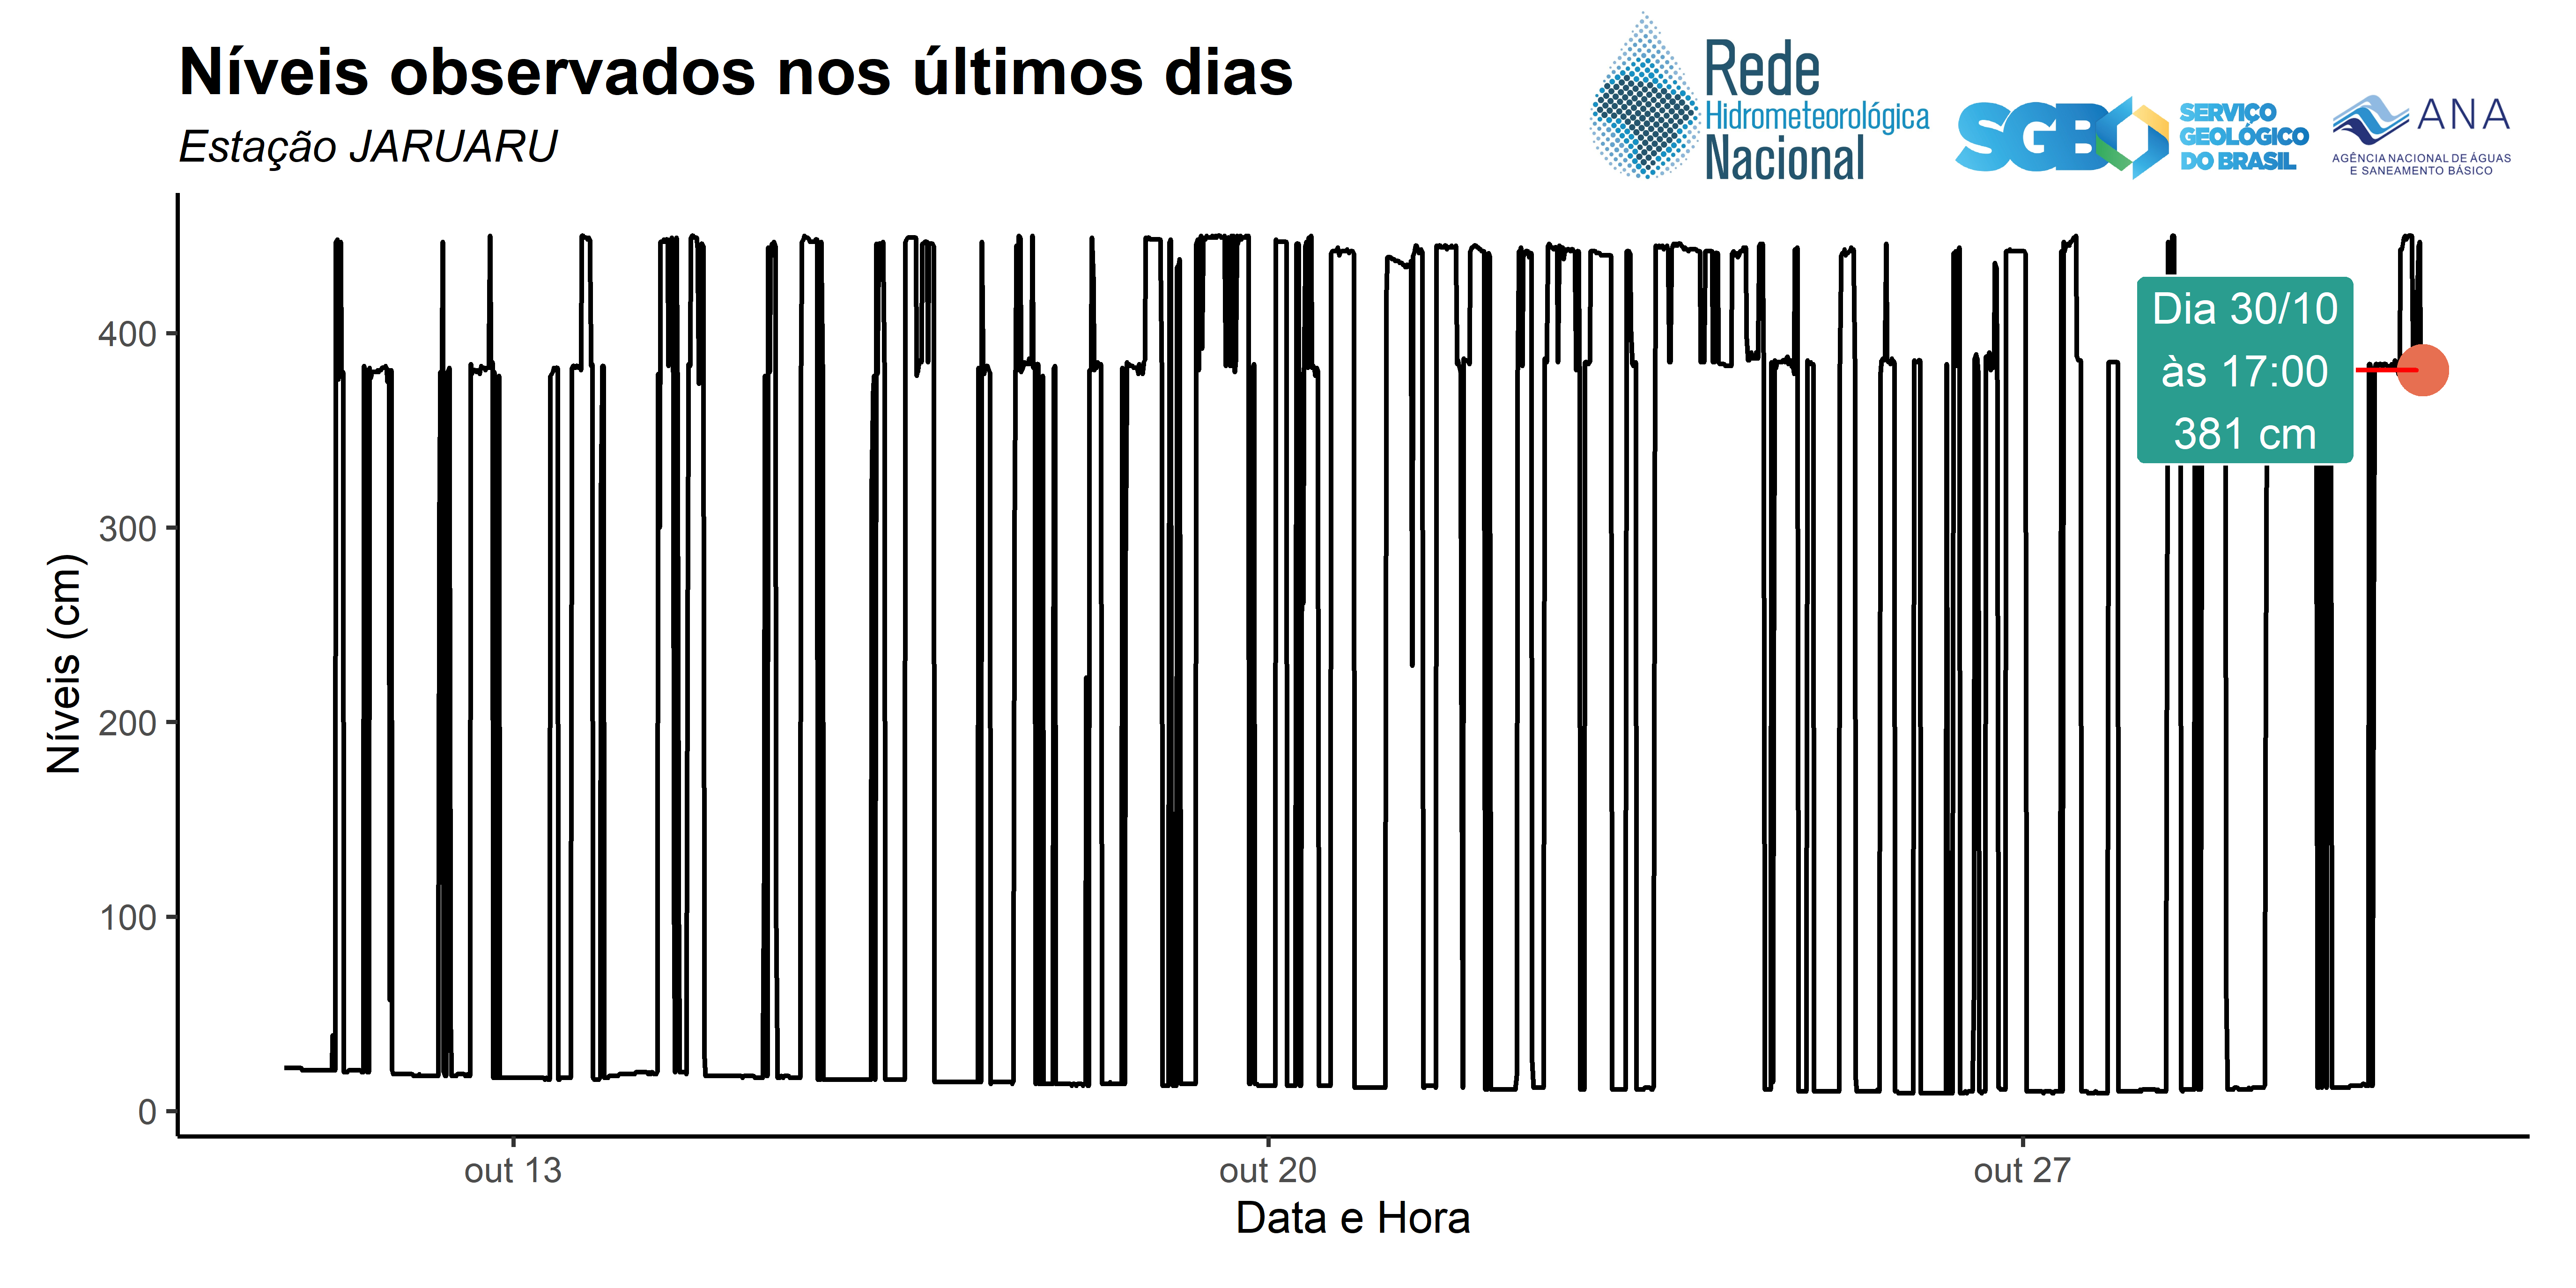 Níveis observados nos últimos dias
Estação JARUARU
Rede
Hidrometeorológica
Nacional
SGB
SERVIÇO
GEOLÓGICO
DO BRASIL
ANA
AGÊNCIA NACIONAL DE ÁGUAS
E SANEAMENTO BÁSICO
Níveis (cm)
400
300
200
100
0
Dia 30/10
às 17:00
381 cm
out 13
out 20
out 27
Data e Hora